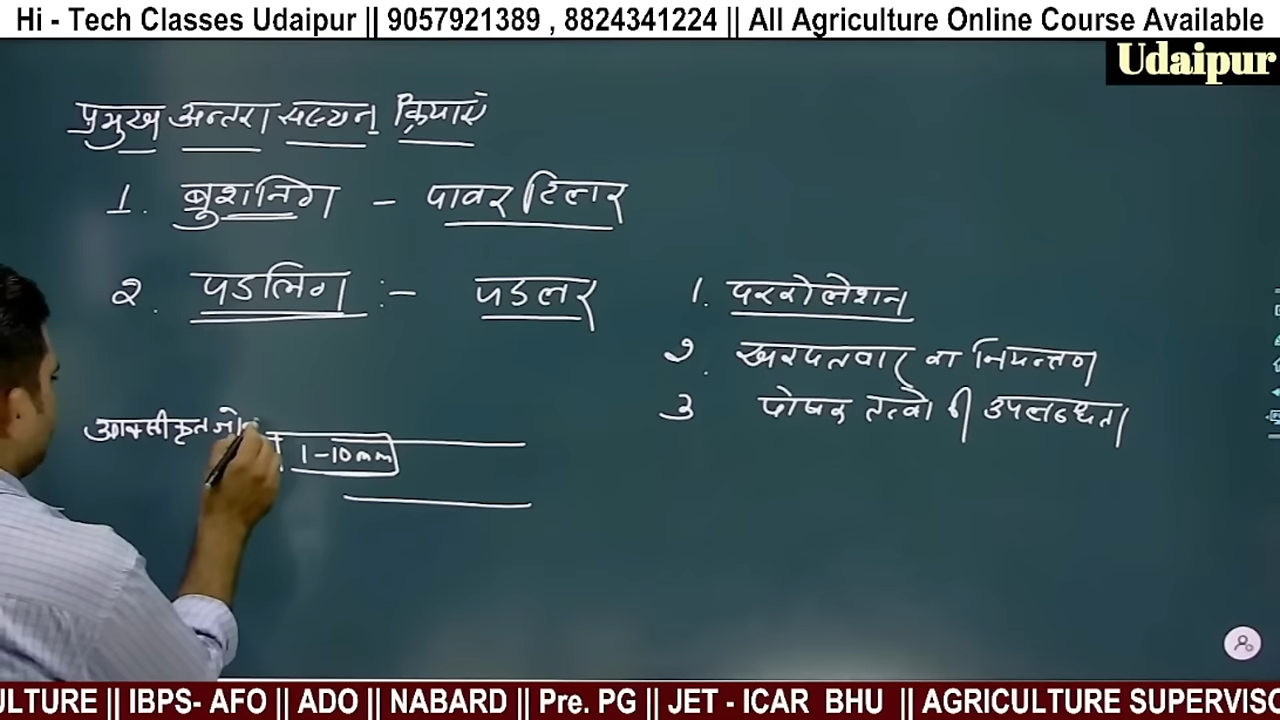 Hi - Tech Classes Udaipur || 9057921389 , 8824341224 || All Agriculture Online Course Available
Udaipur
प्रमुख अन्तरा सस्यन क्रियाएं
1. बुशनिंग - पावर टिलर
2. पडलिंग :- पडलर
1. परकोलेशन
2. खरपतवार का नियन्त्रण
3 पोषक तत्वो की उपलब्धता
आक्सीकृत जो
1-10mm
ULTURE || IBPS- AFO || ADO || NABARD || Pre. PG || JET - ICAR BHU || AGRICULTURE SUPERVISO